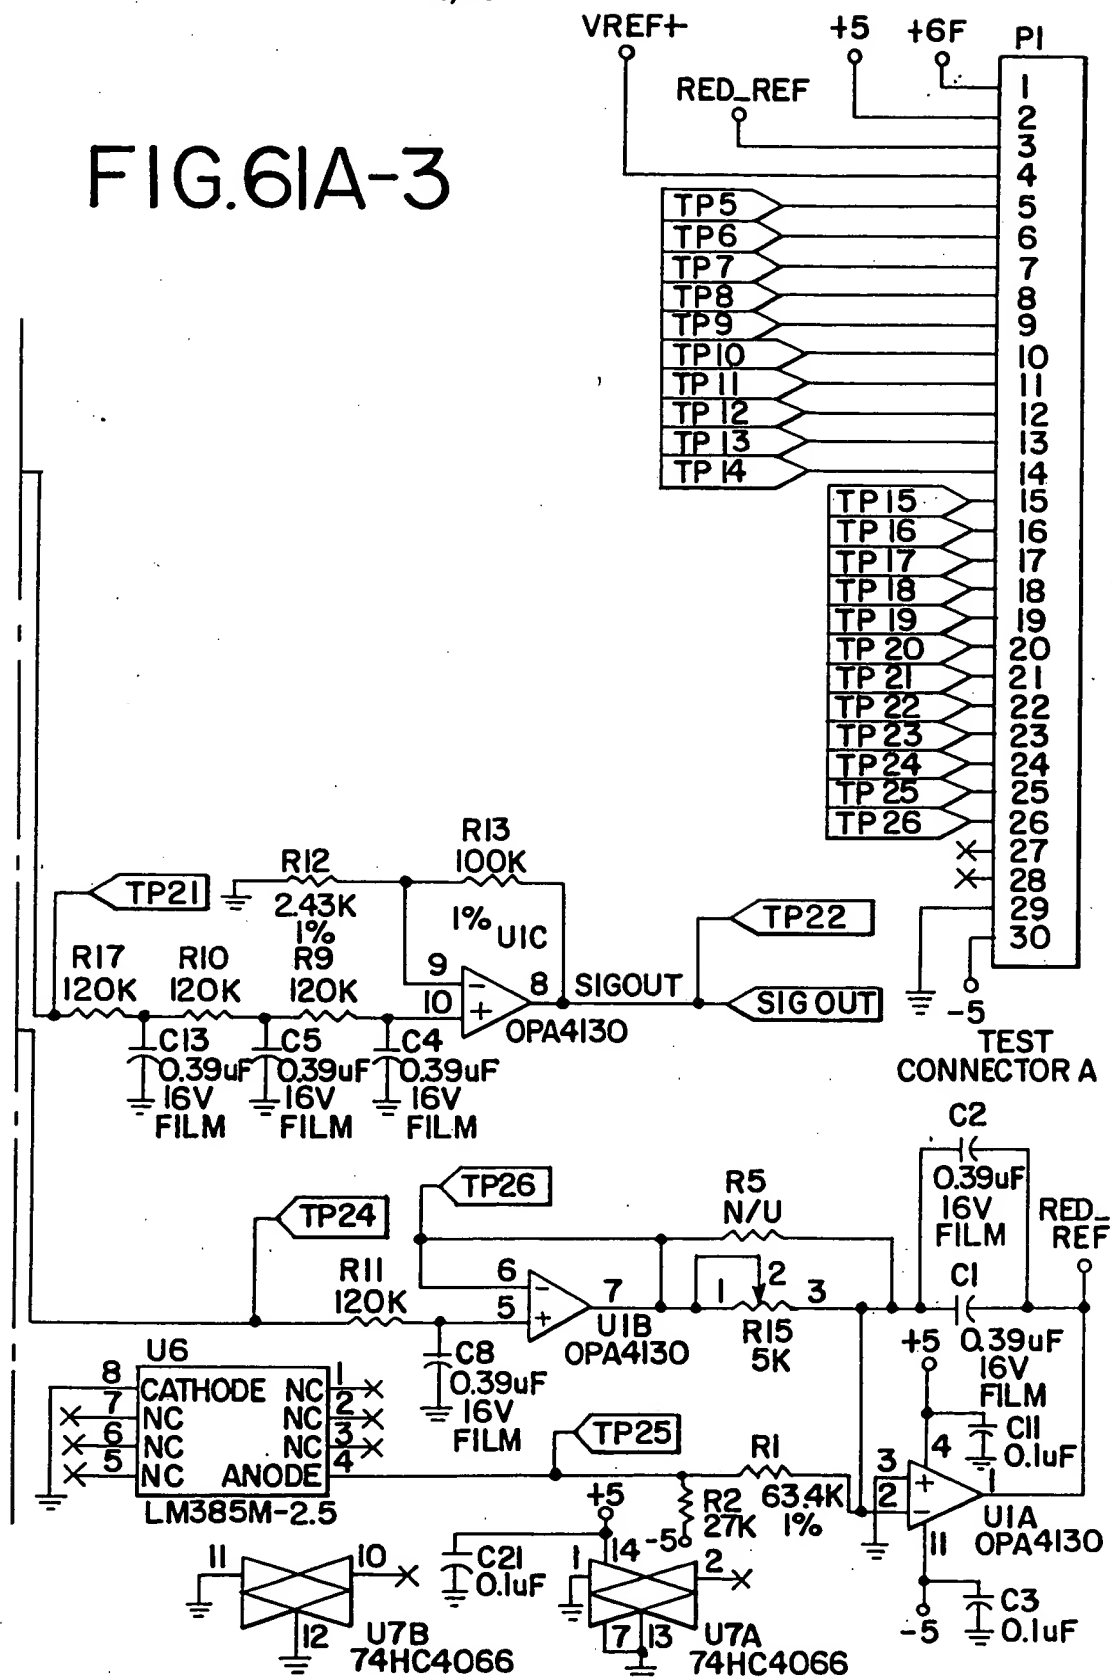 VREF+
+5
+6F
P1
RED_REF
FIG.61A-3
1
2
3
4
TP5 5
TP6 6
TP7 7
TP8 8
TP9 9
TP10 10
TP11 11
TP12 12
TP13 13
TP14 14
TP15 15
TP16 16
TP17 17
TP18 18
TP19 19
TP20 20
TP21 21
TP22 22
TP23 23
TP24 24
TP25 25
TP26 26
27
28
29
30
-5
TEST
CONNECTOR A
R13
100K
1%
R12
2.43K
1%
TP21
U1C
TP22
R17
120K
R10
120K
R9
120K
9
-
10
+
8
SIGOUT
SIGOUT
OPA4130
C13
0.39uF
16V
FILM
C5
0.39uF
16V
FILM
C4
0.39uF
16V
FILM
C2
0.39uF
16V
FILM
RED_
REF
TP26
R5
N/U
TP24
R11
120K
6
-
5
+
7
U1B
OPA4130
1
2
3
R15
5K
C1
0.39uF
16V
FILM
+5
C8
0.39uF
16V
FILM
U6
8 CATHODE NC 1
7 NC NC 2
6 NC NC 3
5 NC ANODE 4
LM385M-2.5
TP25
R1
63.4K
1%
R2
27K
-5
C11
0.1uF
4
3
+
2
-
1
U1A
OPA4130
11
C3
0.1uF
-5
+5
C21
0.1uF
11
10
12
U7B
74HC4066
1
14
2
7
13
U7A
74HC4066